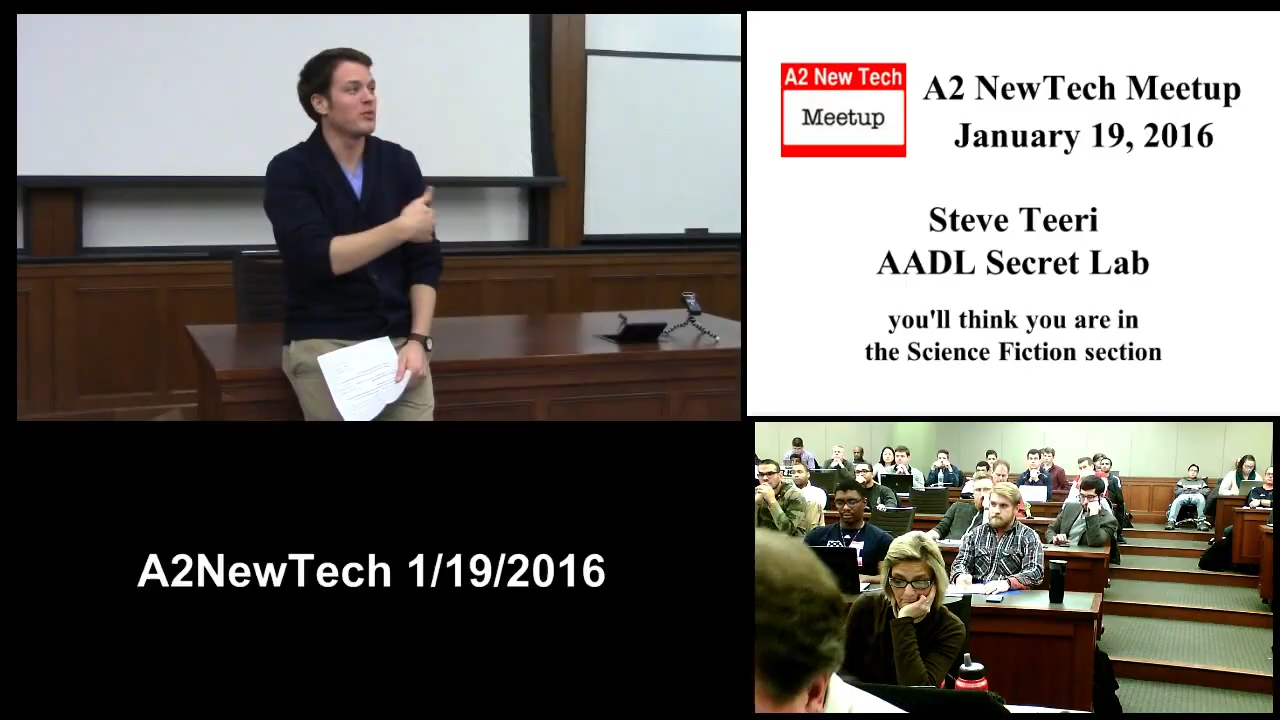 A2 New Tech
Meetup
A2 NewTech Meetup
January 19, 2016
Steve Teeri
AADL Secret Lab
you'll think you are in
the Science Fiction section
A2NewTech 1/19/2016